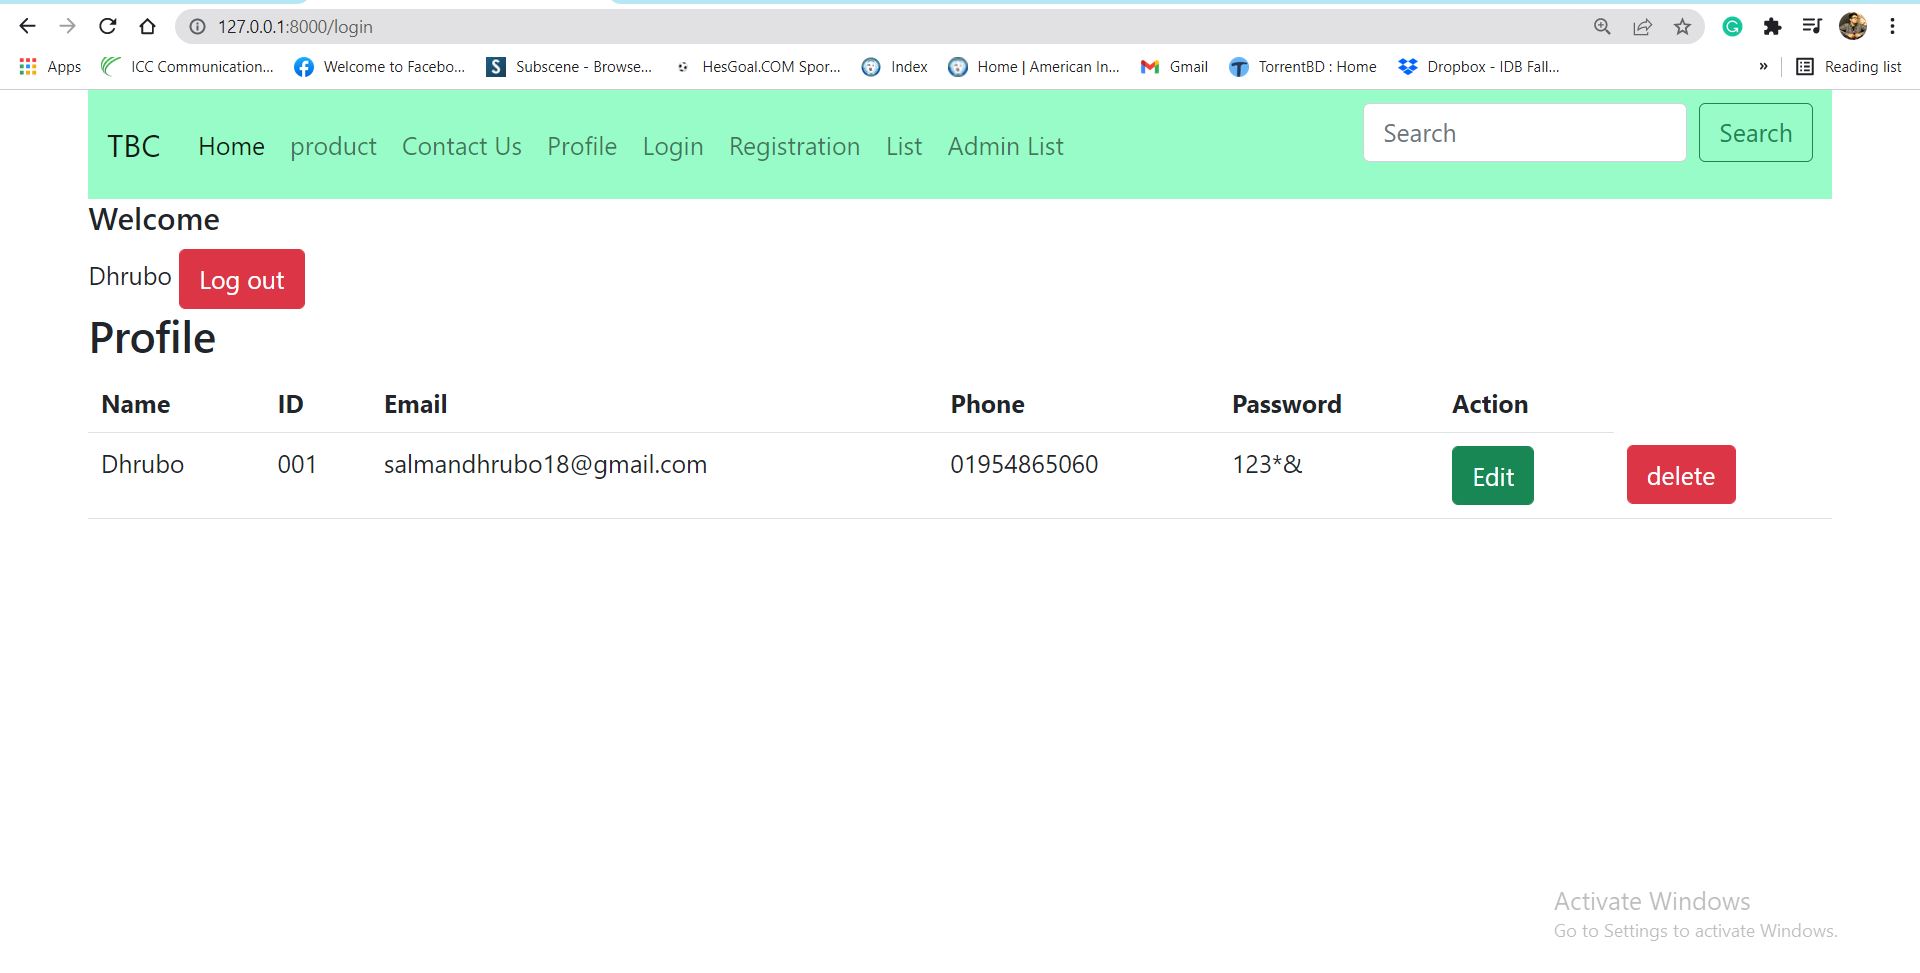 127.0.0.1:8000/login
Apps ICC Communication... Welcome to Facebo... Subscene - Browse... HesGoal.COM Spor... Index Home | American In... Gmail TorrentBD : Home Dropbox - IDB Fall... » Reading list
TBC Home product Contact Us Profile Login Registration List Admin List Search Search
Welcome
Dhrubo Log out
Profile
Name ID Email Phone Password Action
Dhrubo 001 salmandhrubo18@gmail.com 01954865060 123*& Edit delete
Activate Windows
Go to Settings to activate Windows.